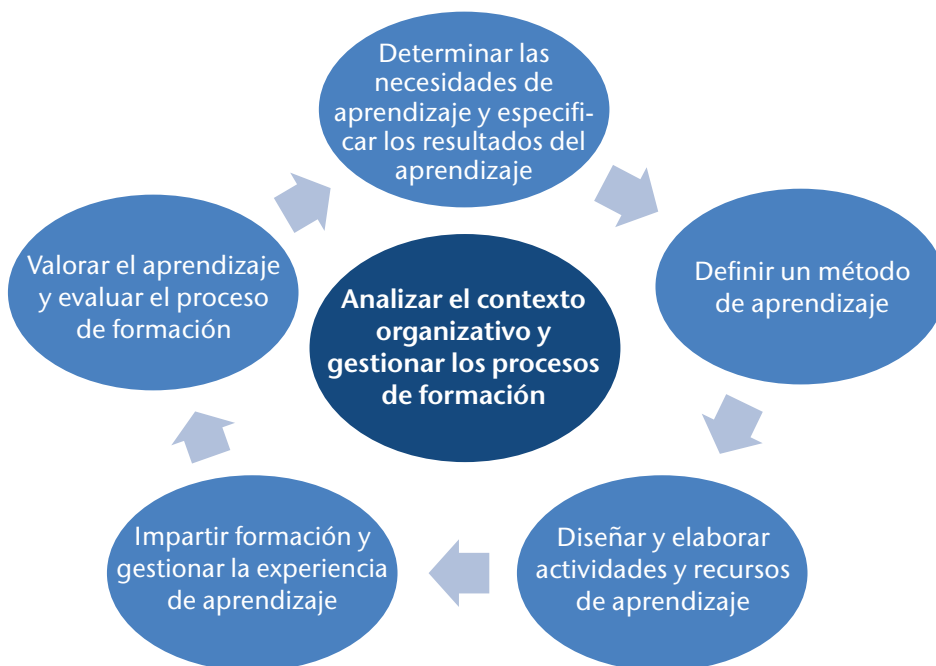 Determinar las
necesidades de
aprendizaje y especifi-
car los resultados del
aprendizaje
Definir un método
de aprendizaje
Diseñar y elaborar
actividades y recursos
de aprendizaje
Impartir formación y
gestionar la experiencia
de aprendizaje
Valorar el aprendizaje
y evaluar el proceso
de formación
Analizar el contexto
organizativo y
gestionar los procesos
de formación